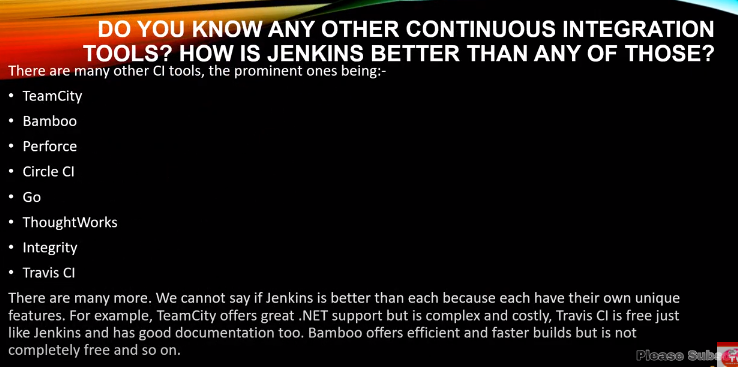 DO YOU KNOW ANY OTHER CONTINUOUS INTEGRATION
TOOLS? HOW IS JENKINS BETTER THAN ANY OF THOSE?
There are many other CI tools, the prominent ones being:-
• TeamCity
• Bamboo
• Perforce
• Circle CI
• Go
• ThoughtWorks
• Integrity
• Travis CI
There are many more. We cannot say if Jenkins is better than each because each have their own unique
features. For example, TeamCity offers great .NET support but is complex and costly, Travis CI is free just
like Jenkins and has good documentation too. Bamboo offers efficient and faster builds but is not
completely free and so on.
Please